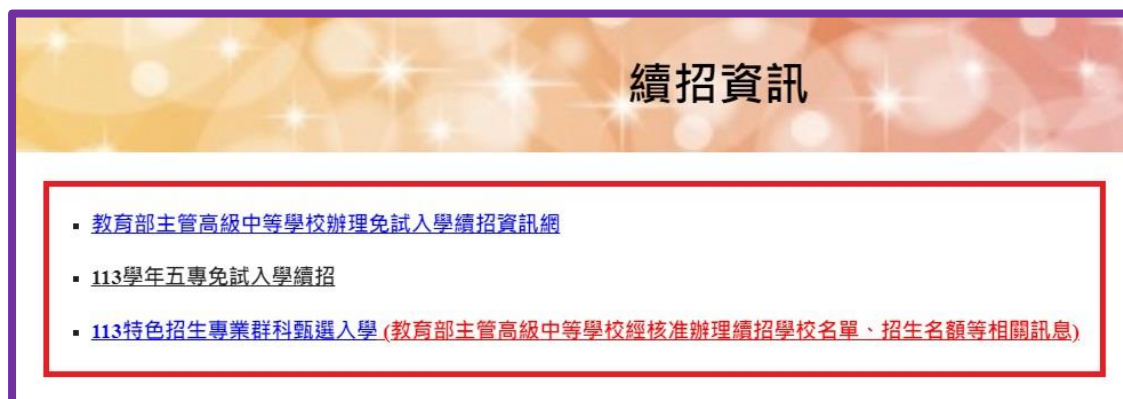 續招資訊
教育部主管高級中等學校辦理免試入學續招資訊網
113學年五專免試入學續招
113特色招生專業群科甄選入學 (教育部主管高級中等學校經核准辦理續招學校名單、招生名額等相關訊息)